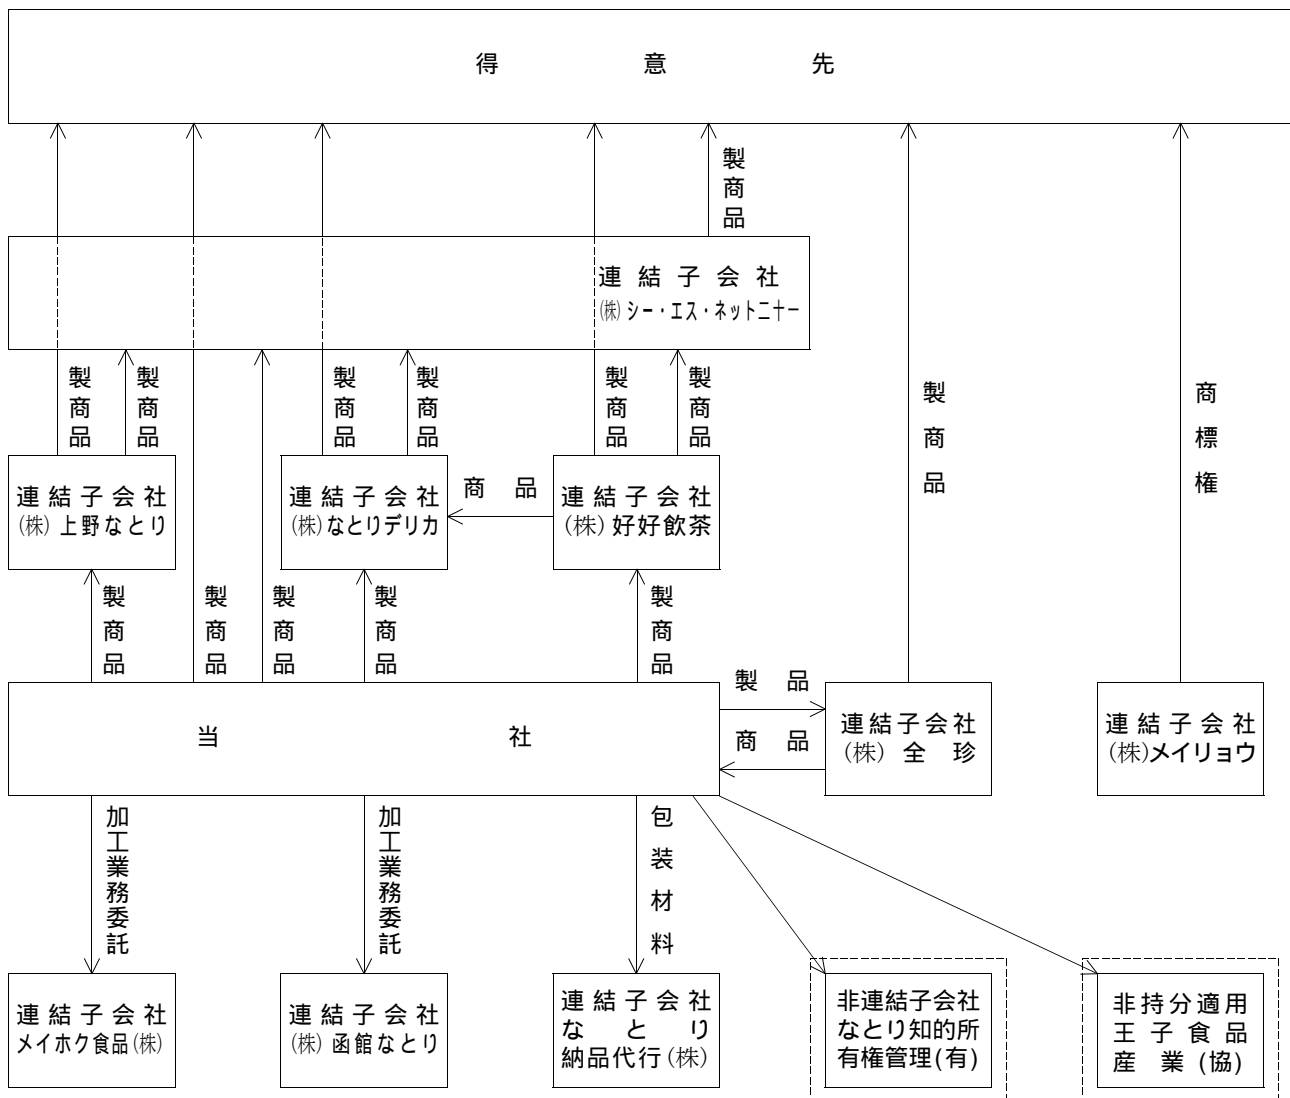 得意先
製商品
連結子会社
㈱シー・エス・ネットニ十一
製商品
製商品
製商品
製商品
製商品
製商品
製商品
商標権
連結子会社
(株)上野なとり
連結子会社
(株)なとりデリカ
商品
連結子会社
(株)好好飲茶
製商品
製商品
製商品
製商品
製商品
当社
製品
商品
連結子会社
(株)全珍
連結子会社
(株)メイリョウ
加工業務委託
加工業務委託
包装材料
連結子会社
メイホク食品(株)
連結子会社
(株)函館なとり
連結子会社
なとり
納品代行(株)
非連結子会社
なとり知的所
有権管理(有)
非持分適用
王子食品
産業(協)